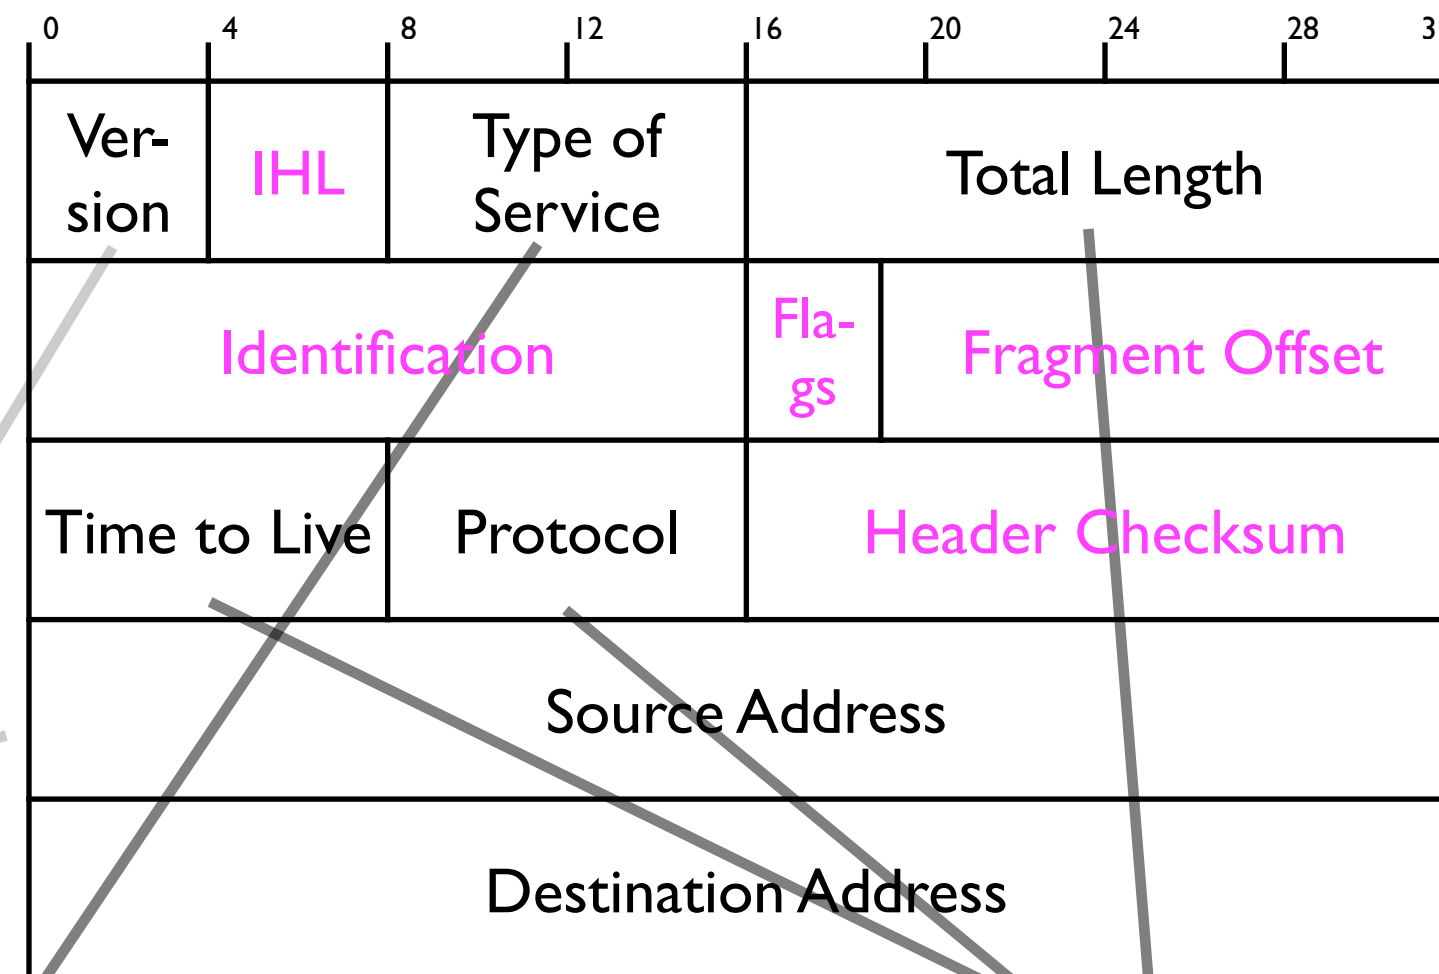 0 4 8 12 16 20 24 28 3
Ver-
sion
IHL
Type of
Service
Total Length
Identification
Fla-
gs
Fragment Offset
Time to Live
Protocol
Header Checksum
Source Address
Destination Address